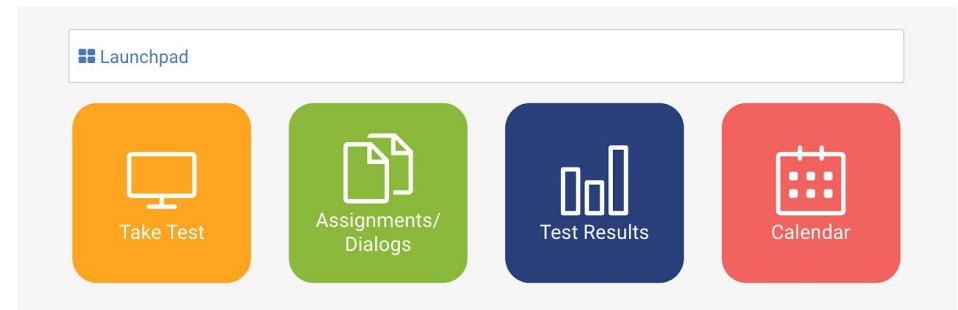 Launchpad
Take Test
Assignments/
Dialogs
Test Results
Calendar